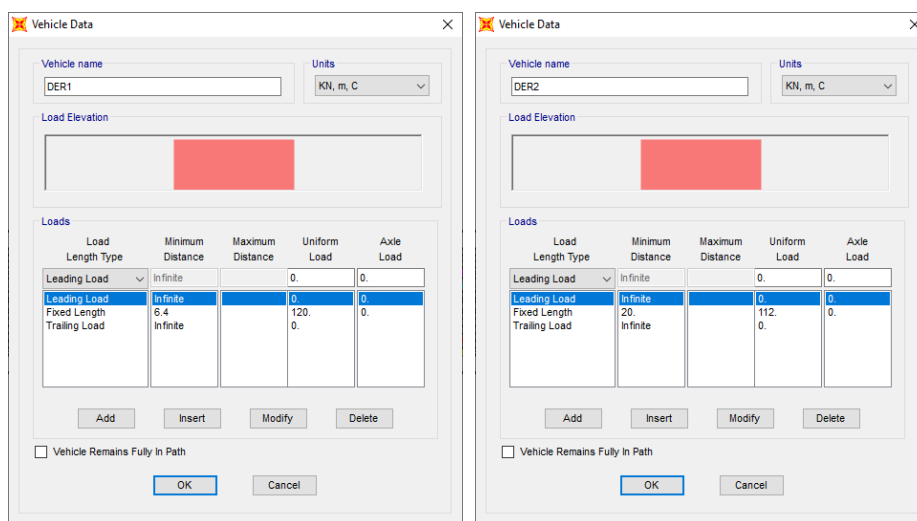 Vehicle Data
Vehicle name
DER1
Units
KN, m, C
Load Elevation
Loads
Load Length Type Minimum Distance Maximum Distance Uniform Load Axle Load
Leading Load Infinite 0. 0.
Leading Load Infinite 0. 0.
Fixed Length 6.4 120. 0.
Trailing Load Infinite 0.
Add Insert Modify Delete
Vehicle Remains Fully In Path
OK Cancel
Vehicle Data
Vehicle name
DER2
Units
KN, m, C
Load Elevation
Loads
Load Length Type Minimum Distance Maximum Distance Uniform Load Axle Load
Leading Load Infinite 0. 0.
Leading Load Infinite 0. 0.
Fixed Length 20. 112. 0.
Trailing Load Infinite 0.
Add Insert Modify Delete
Vehicle Remains Fully In Path
OK Cancel